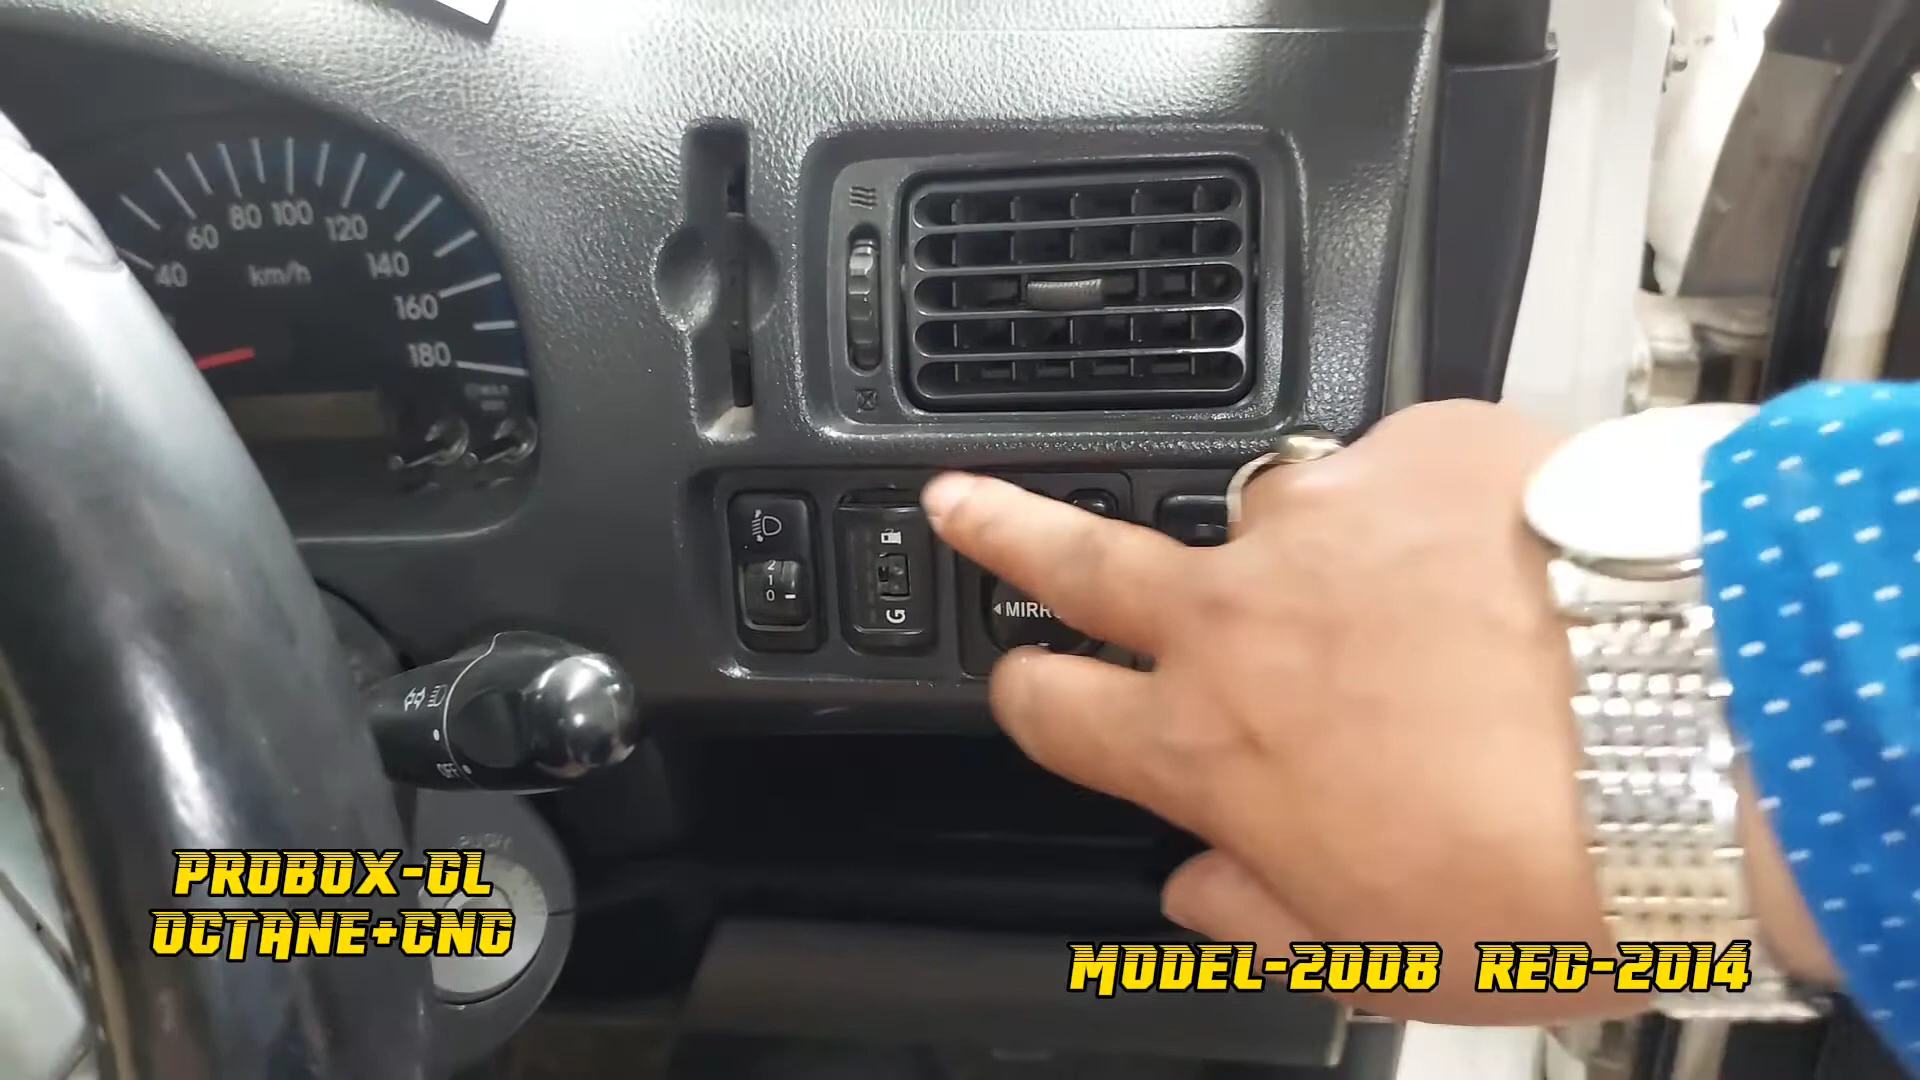 80 100
60
120
40
km/h
140
160
180
2
1
0
G
MIRR
OFF
PROBOX-GL
OCTANE+CNG
MODEL-2008 REG-2014